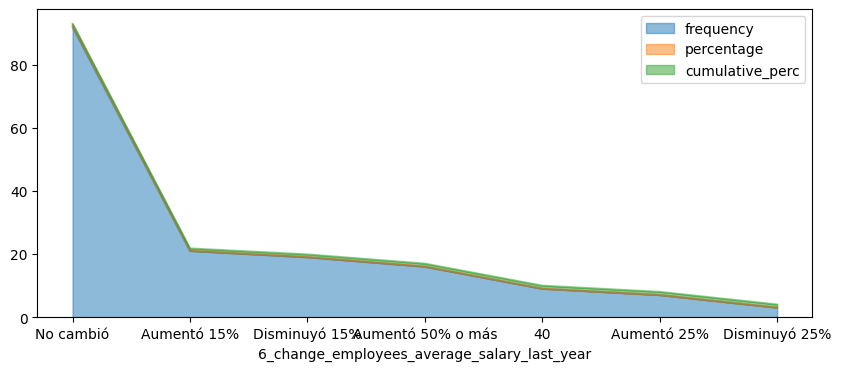 frequency
percentage
cumulative_perc
80
60
40
20
0
No cambió Aumentó 15% Disminuyó 15% Aumentó 50% o más 40 Aumentó 25% Disminuyó 25%
6_change_employees_average_salary_last_year